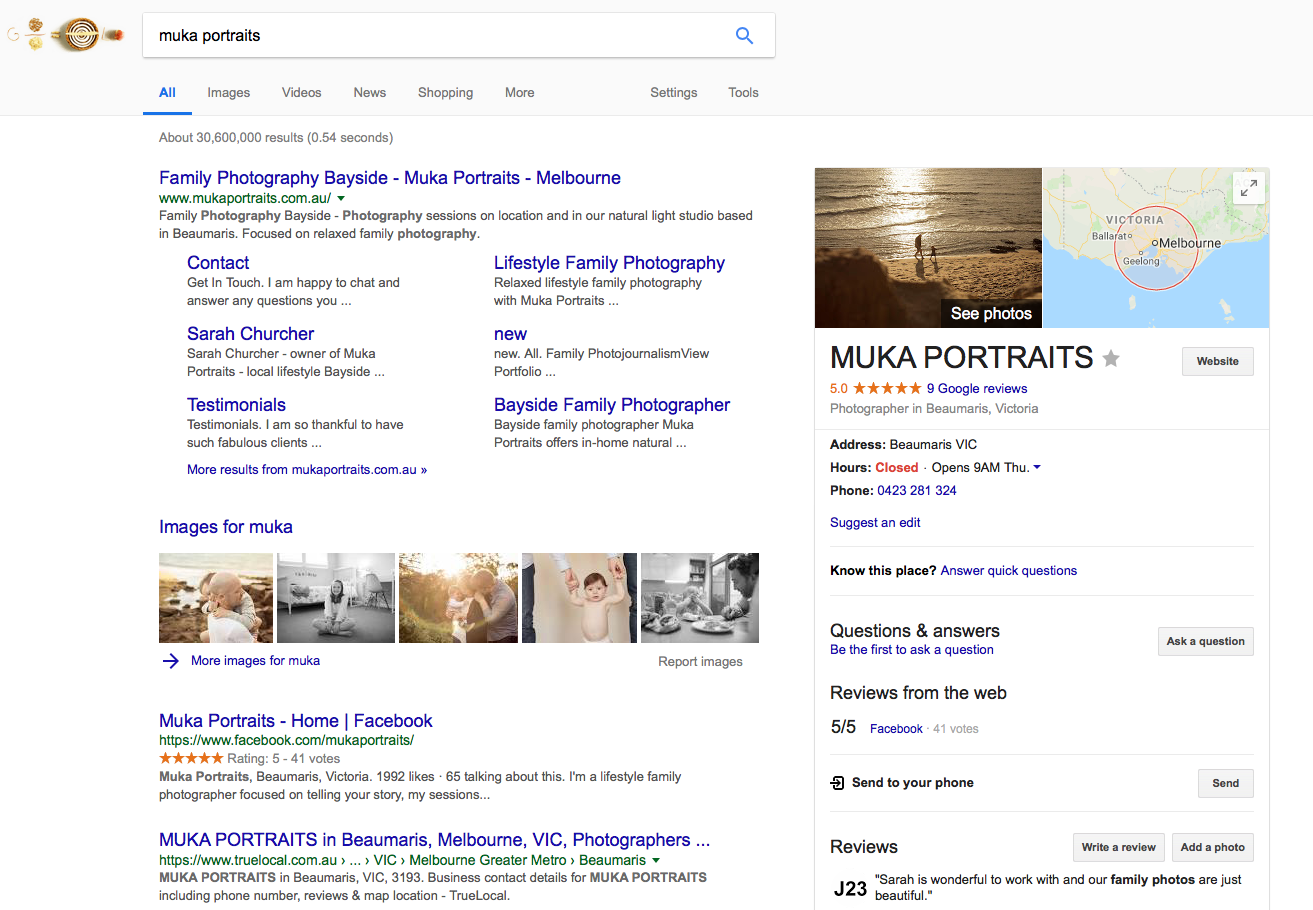 muka portraits
All Images Videos News Shopping More Settings Tools
About 30,600,000 results (0.54 seconds)
Family Photography Bayside - Muka Portraits - Melbourne
www.mukaportraits.com.au/
Family Photography Bayside - Photography sessions on location and in our natural light studio based
in Beaumaris. Focused on relaxed family photography.
Contact
Get In Touch. I am happy to chat and
answer any questions you ...
Lifestyle Family Photography
Relaxed lifestyle family photography
with Muka Portraits ...
Sarah Churcher
Sarah Churcher - owner of Muka
Portraits - local lifestyle Bayside ...
new
new. All. Family PhotojournalismView
Portfolio ...
Testimonials
Testimonials. I am so thankful to have
such fabulous clients ...
Bayside Family Photographer
Bayside family photographer Muka
Portraits offers in-home natural ...
More results from mukaportraits.com.au »
Images for muka
More images for muka
Report images
Muka Portraits - Home | Facebook
https://www.facebook.com/mukaportraits/
★★★★★ Rating: 5 - 41 votes
Muka Portraits, Beaumaris, Victoria. 1992 likes · 65 talking about this. I'm a lifestyle family
photographer focused on telling your story, my sessions...
MUKA PORTRAITS in Beaumaris, Melbourne, VIC, Photographers ...
https://www.truelocal.com.au › ... › VIC › Melbourne Greater Metro › Beaumaris
MUKA PORTRAITS in Beaumaris, VIC, 3193. Business contact details for MUKA PORTRAITS
including phone number, reviews & map location - TrueLocal.
See photos
VICTORIA
Ballarat
Melbourne
Geelong
MUKA PORTRAITS
Website
5.0 ★★★★★ 9 Google reviews
Photographer in Beaumaris, Victoria
Address: Beaumaris VIC
Hours: Closed · Opens 9AM Thu.
Phone: 0423 281 324
Suggest an edit
Know this place? Answer quick questions
Questions & answers
Be the first to ask a question
Ask a question
Reviews from the web
5/5 Facebook · 41 votes
Send to your phone
Send
Reviews
Write a review
Add a photo
J23
"Sarah is wonderful to work with and our family photos are just
beautiful."